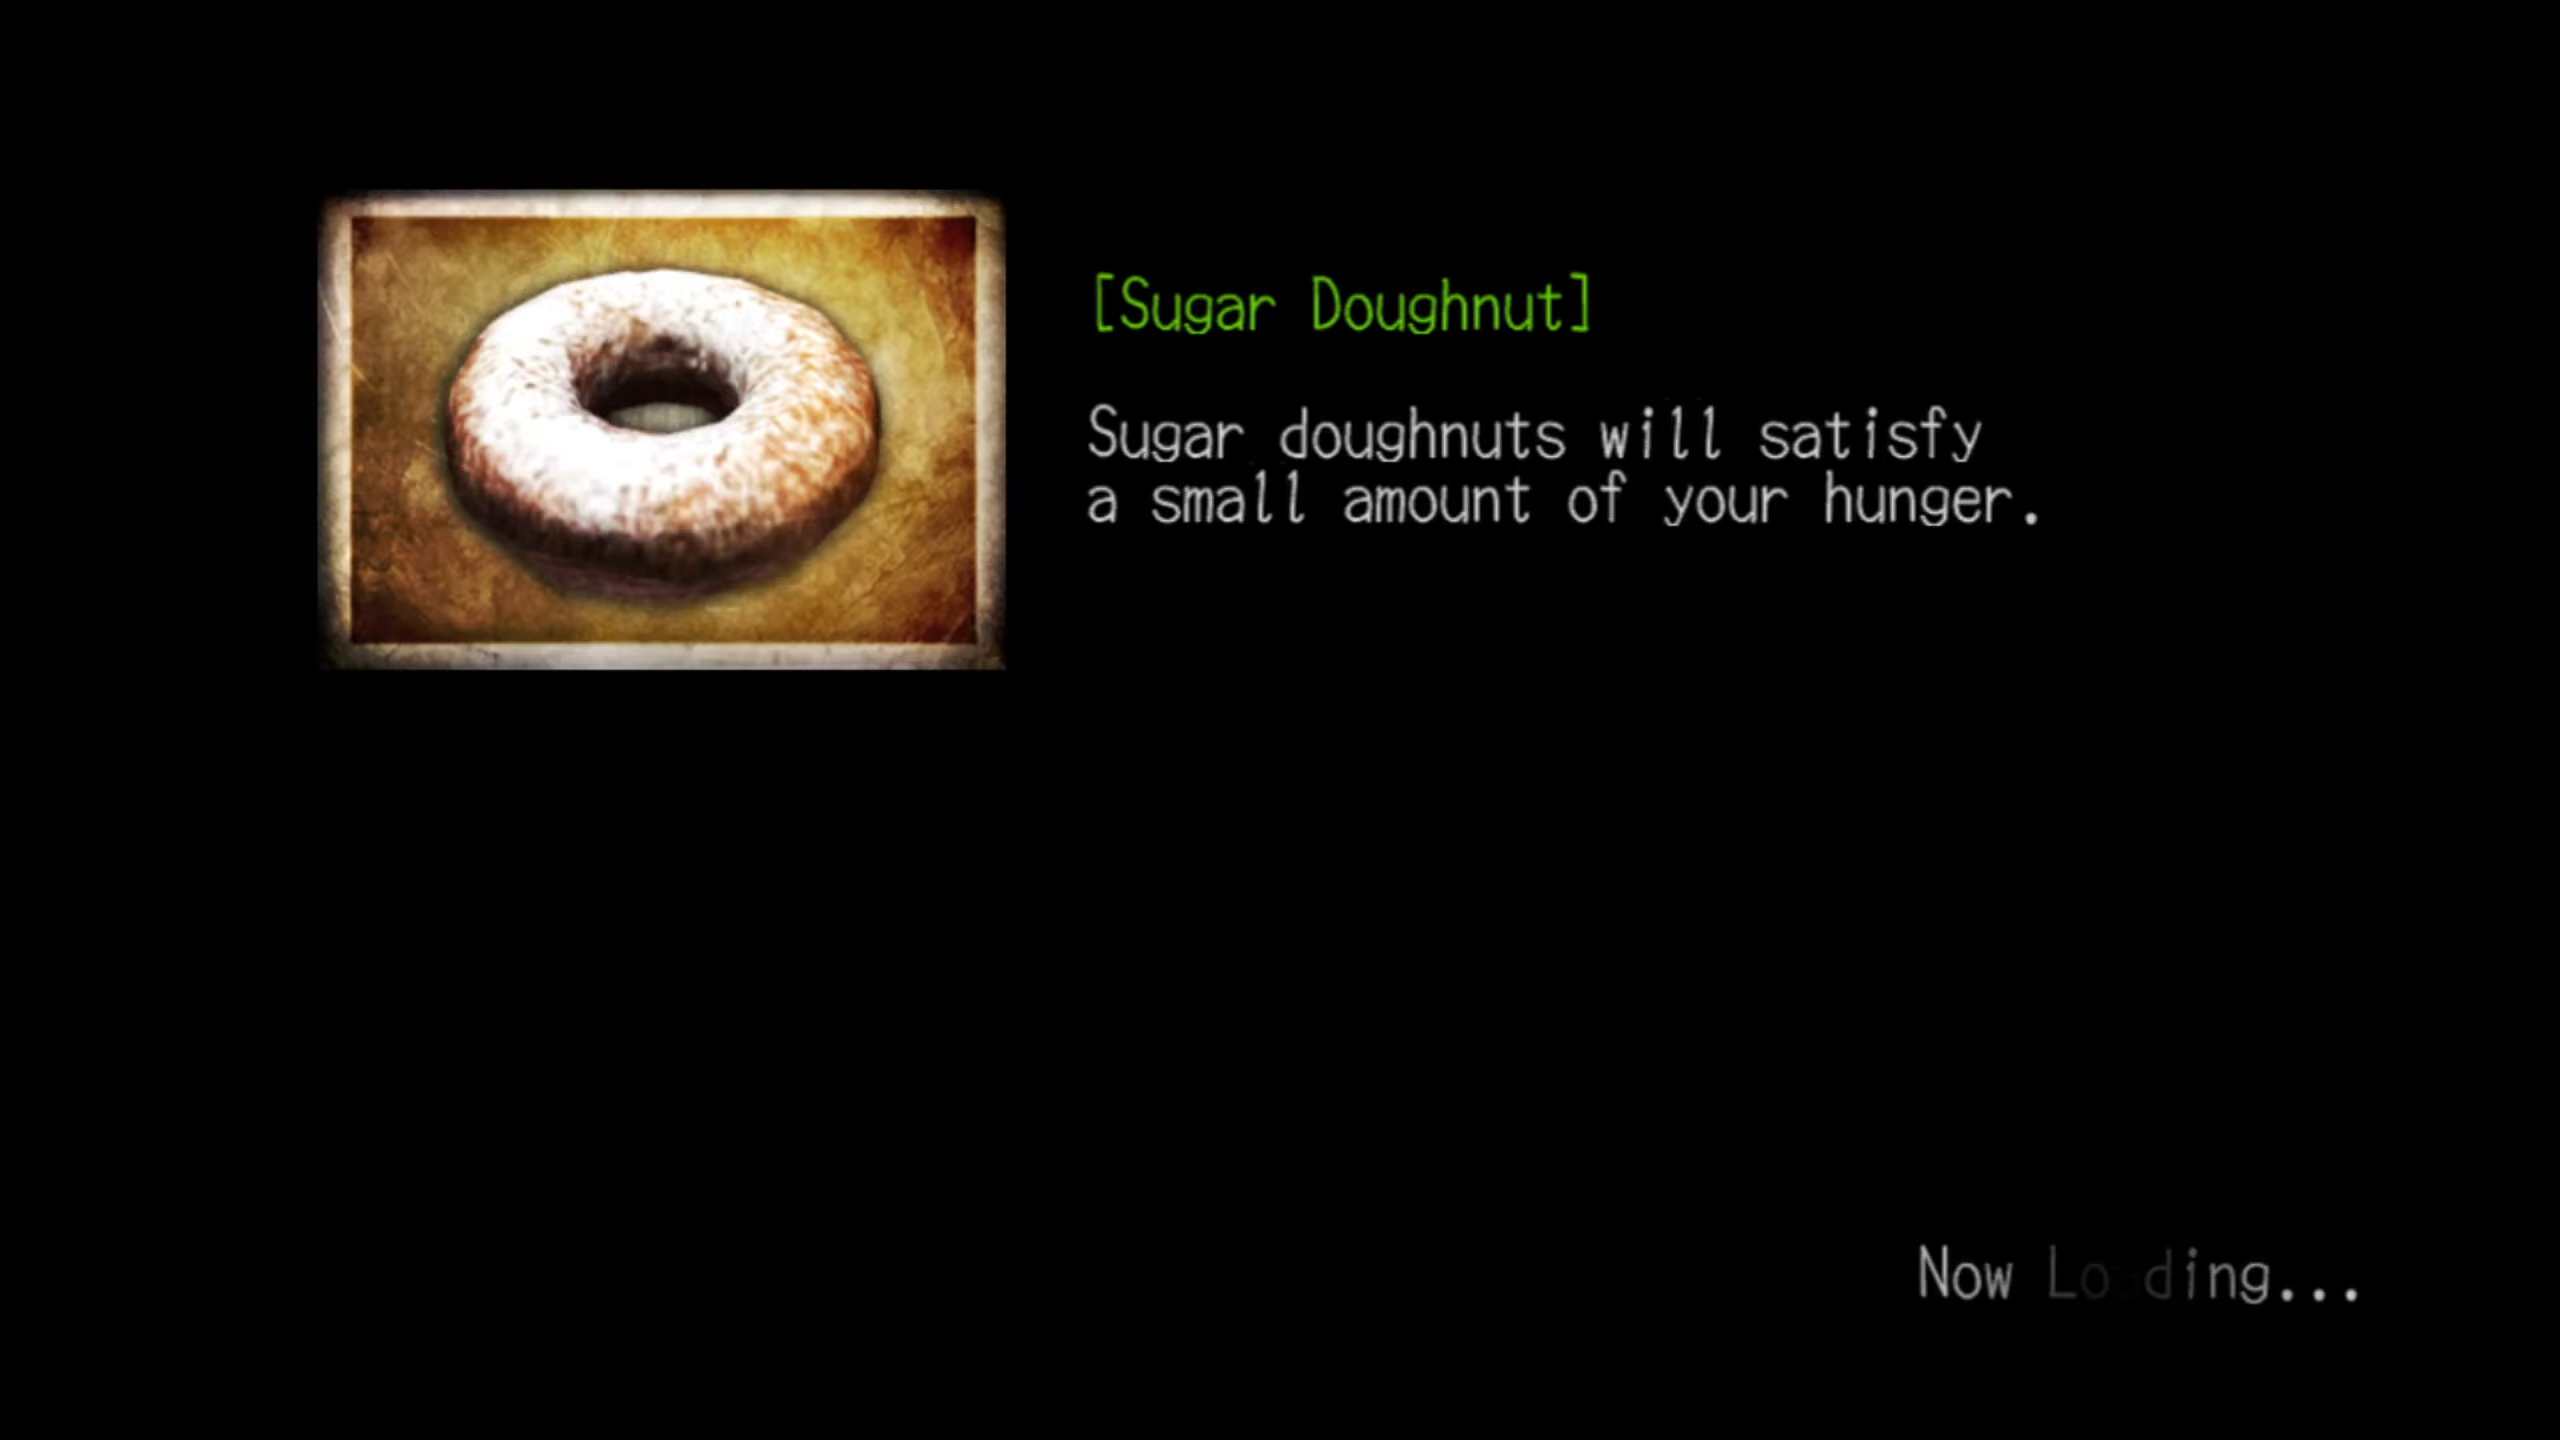 [Sugar Doughnut]
Sugar doughnuts will satisfy
a small amount of your hunger.
Now Loading...